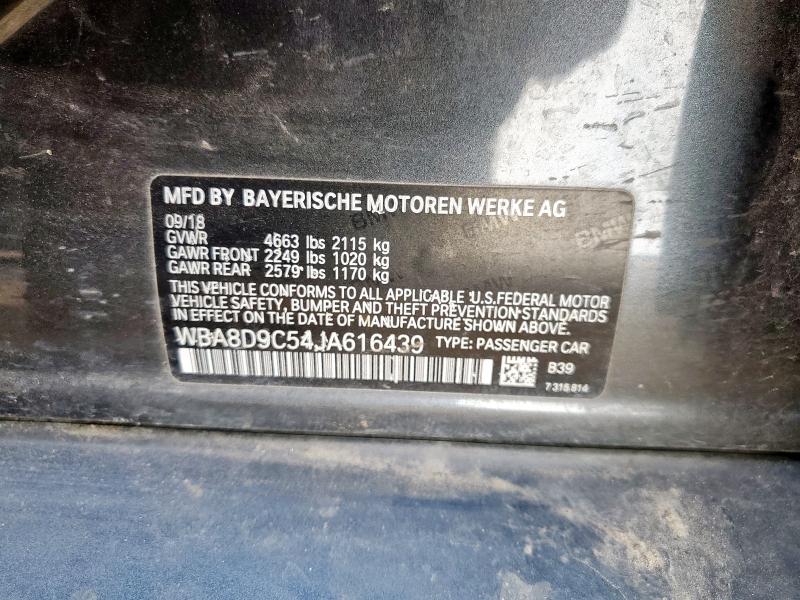 MFD BY BAYERISCHE MOTOREN WERKE AG
09/18
GVWR 4663 lbs 2115 kg
GAWR FRONT 2249 lbs 1020 kg
GAWR REAR 2579 lbs 1170 kg
THIS VEHICLE CONFORMS TO ALL APPLICABLE U.S.FEDERAL MOTOR
VEHICLE SAFETY, BUMPER AND THEFT PREVENTION STANDARDS
IN EFFECT ON THE DATE OF MANUFACTURE SHOWN ABOVE.
WBA8D9C54JA616439 TYPE: PASSENGER CAR
B39
7 315 814